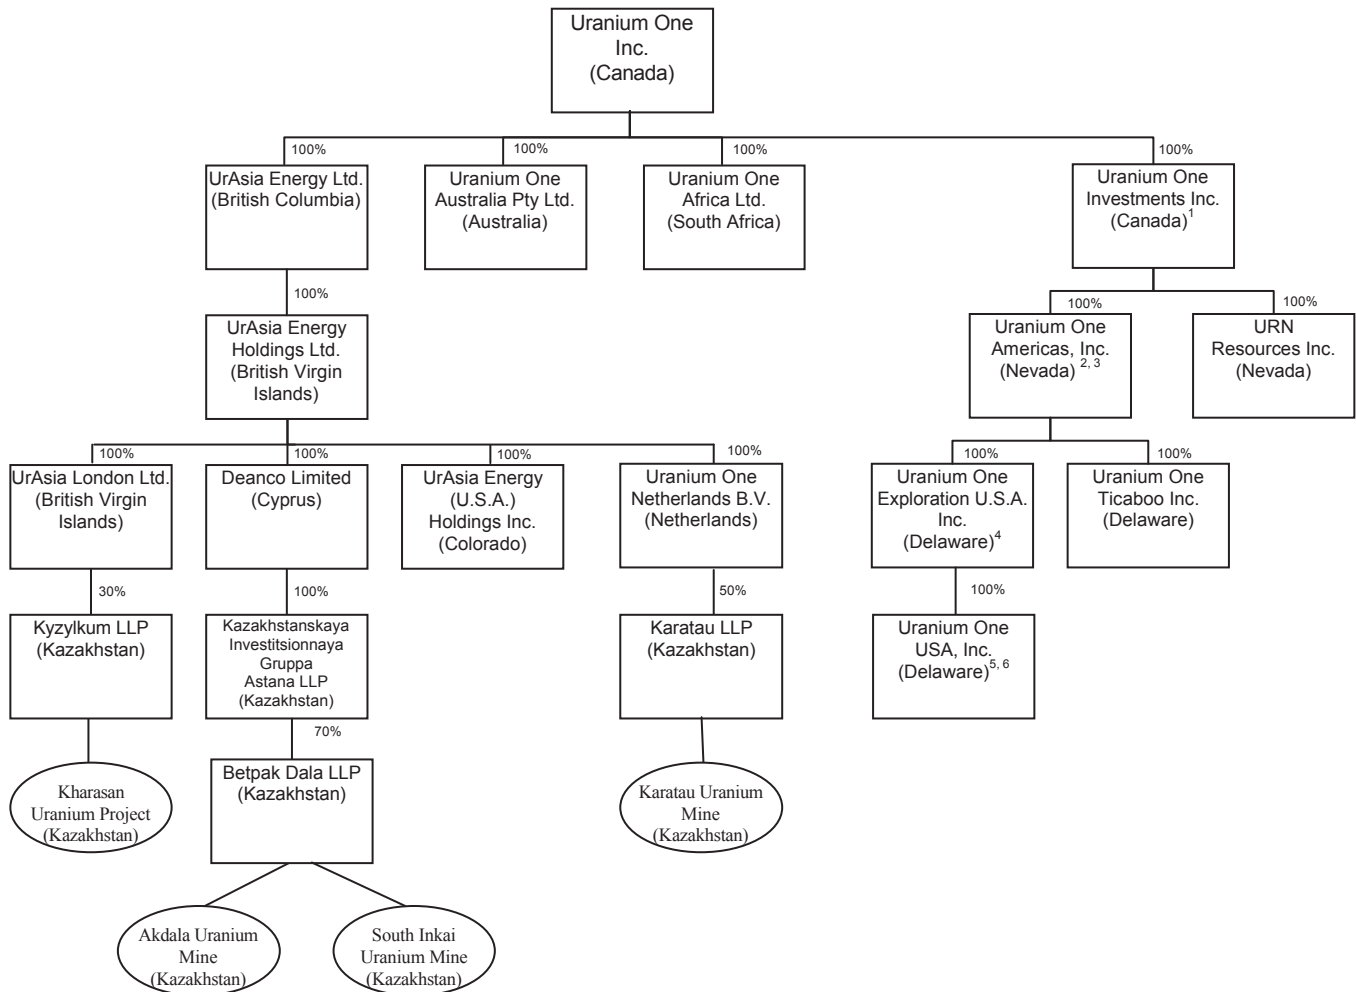 Uranium One
Inc.
(Canada)
100%
100%
100%
100%
UrAsia Energy Ltd.
(British Columbia)
Uranium One
Australia Pty Ltd.
(Australia)
Uranium One
Africa Ltd.
(South Africa)
Uranium One
Investments Inc.
(Canada)1
100%
100%
100%
UrAsia Energy
Holdings Ltd.
(British Virgin
Islands)
Uranium One
Americas, Inc.
(Nevada) 2, 3
URN
Resources Inc.
(Nevada)
100%
100%
100%
100%
100%
100%
UrAsia London Ltd.
(British Virgin
Islands)
Deanco Limited
(Cyprus)
UrAsia Energy
(U.S.A.)
Holdings Inc.
(Colorado)
Uranium One
Netherlands B.V.
(Netherlands)
Uranium One
Exploration U.S.A.
Inc.
(Delaware)4
Uranium One
Ticaboo Inc.
(Delaware)
30%
100%
50%
100%
Kyzylkum LLP
(Kazakhstan)
Kazakhstanskaya
Investitsionnaya
Gruppa
Astana LLP
(Kazakhstan)
Karatau LLP
(Kazakhstan)
Uranium One
USA, Inc.
(Delaware)5, 6
70%
Kharasan
Uranium Project
(Kazakhstan)
Betpak Dala LLP
(Kazakhstan)
Karatau Uranium
Mine
(Kazakhstan)
Akdala Uranium
Mine
(Kazakhstan)
South Inkai
Uranium Mine
(Kazakhstan)